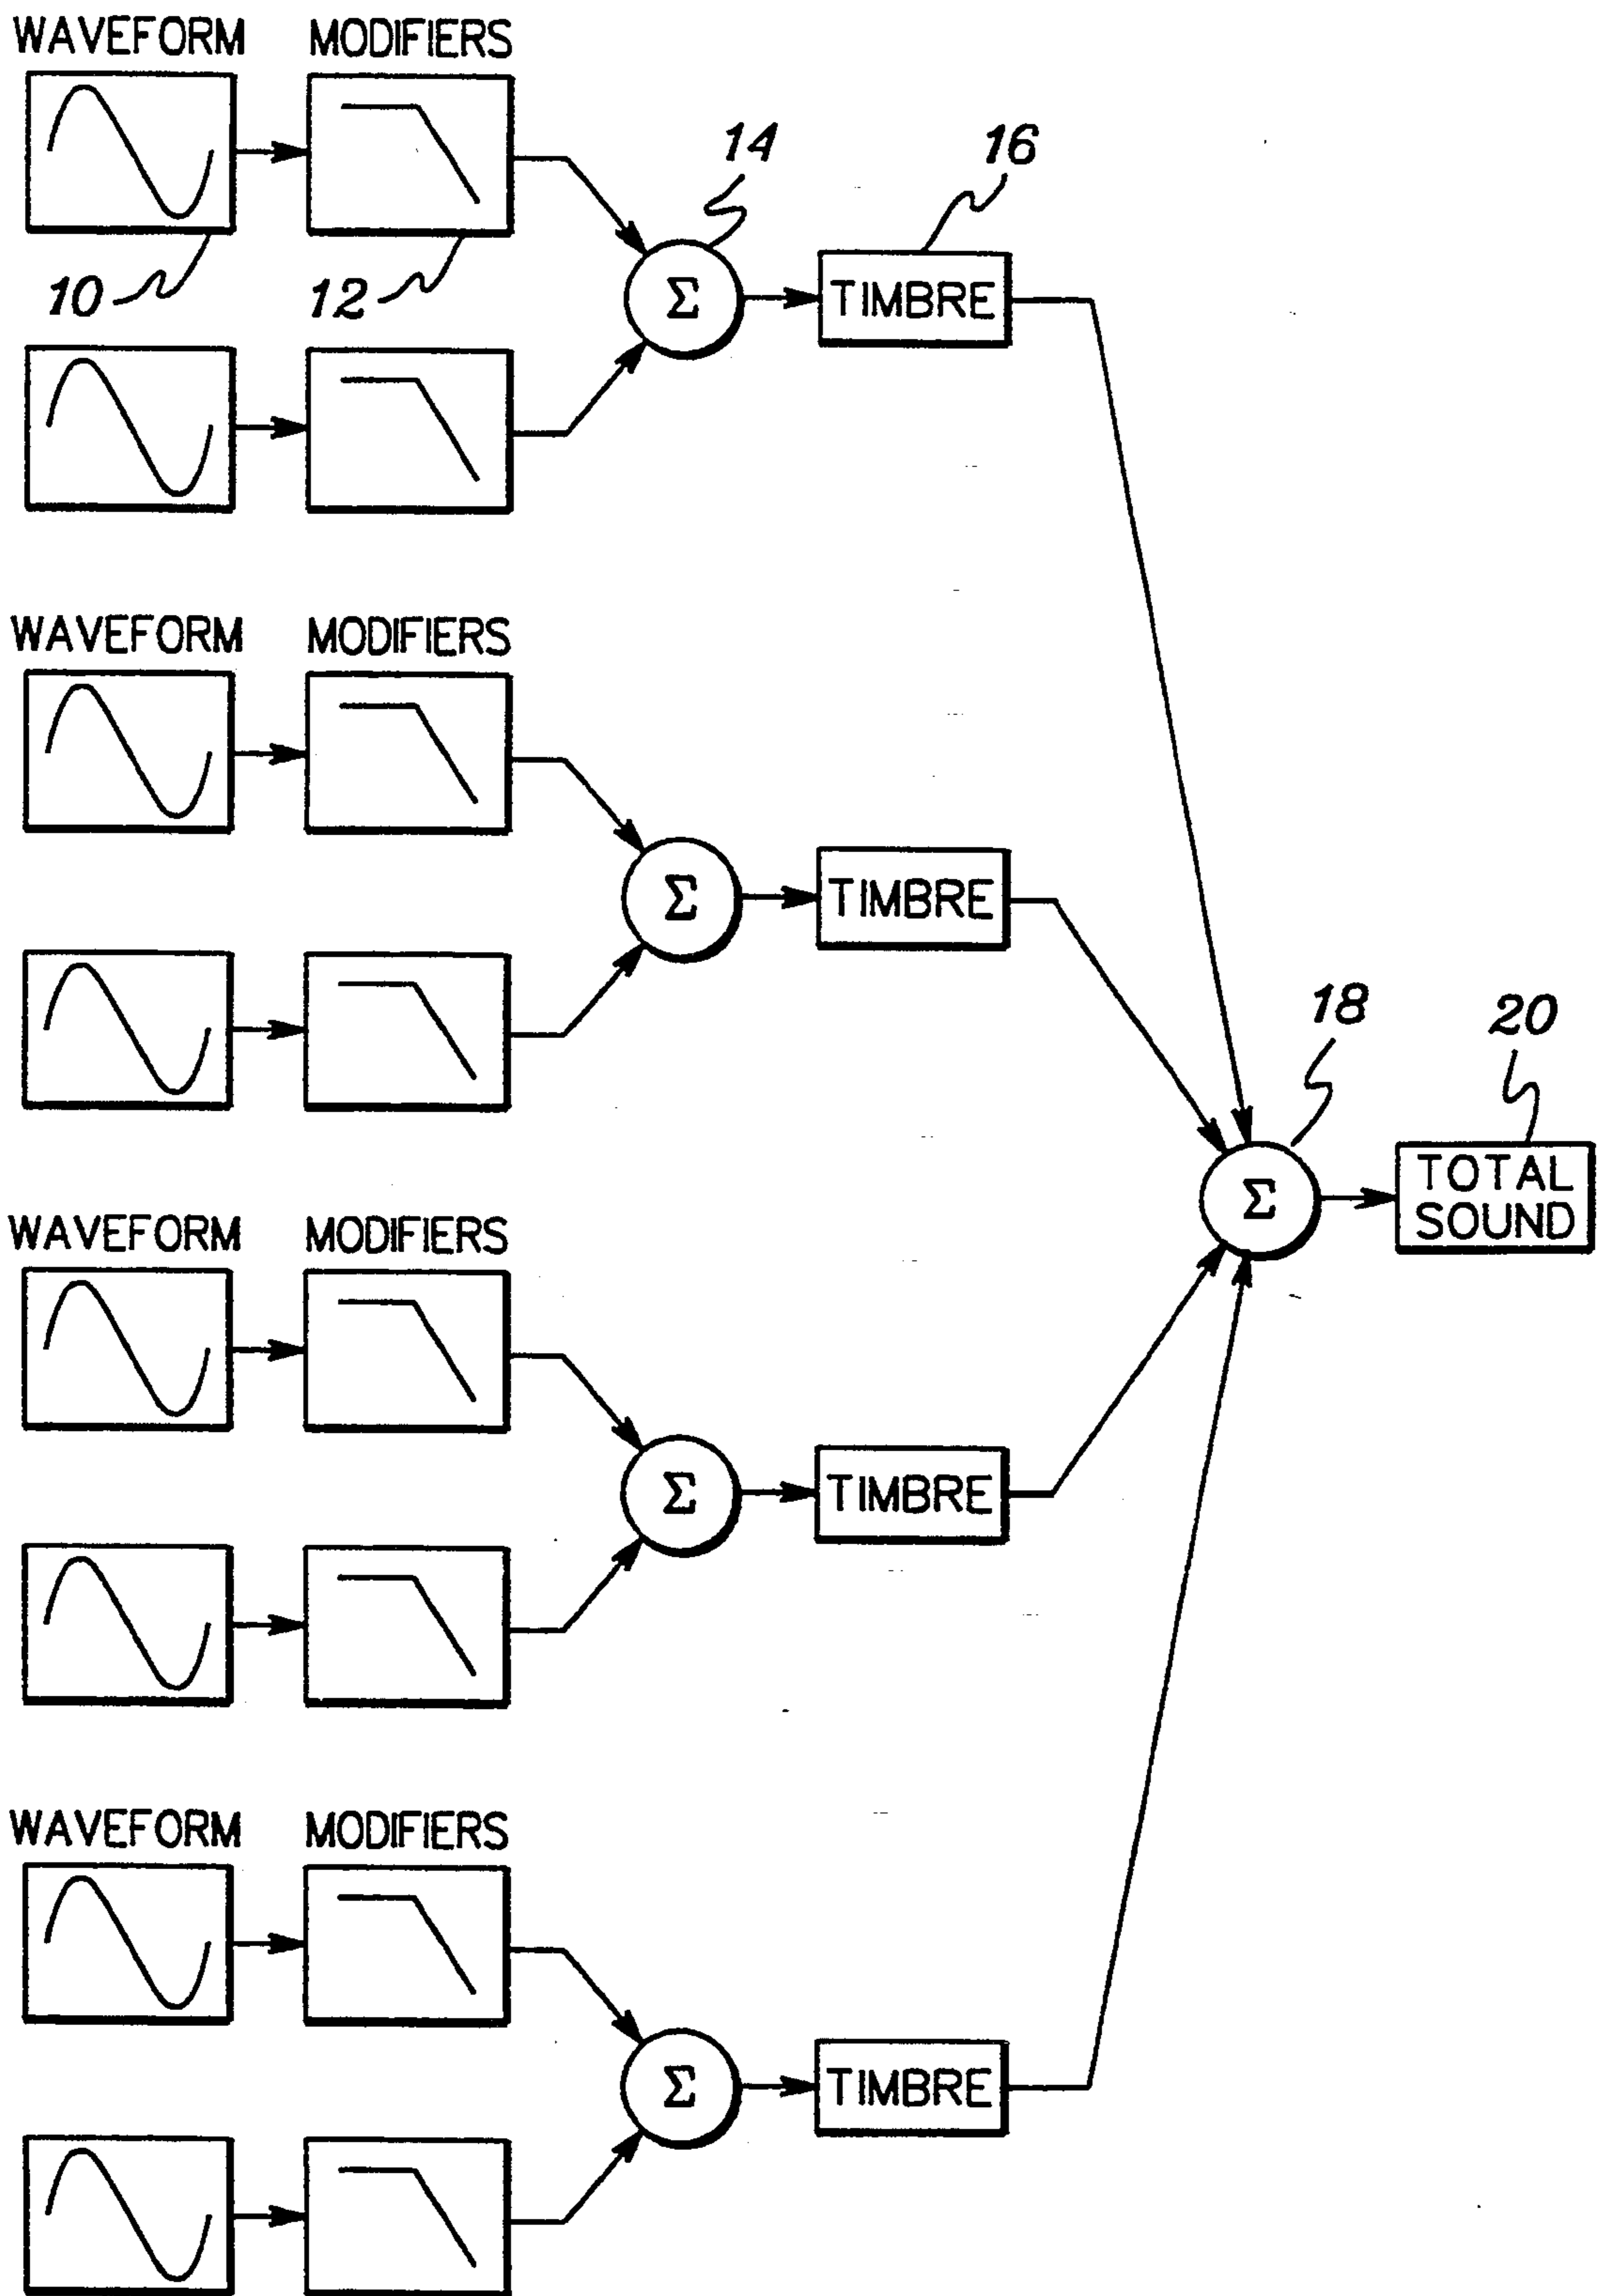 WAVEFORM MODIFIERS
14 16
10 12 Σ TIMBRE
WAVEFORM MODIFIERS
Σ TIMBRE
18 20
Σ TOTAL SOUND
WAVEFORM MODIFIERS
Σ TIMBRE
WAVEFORM MODIFIERS
Σ TIMBRE